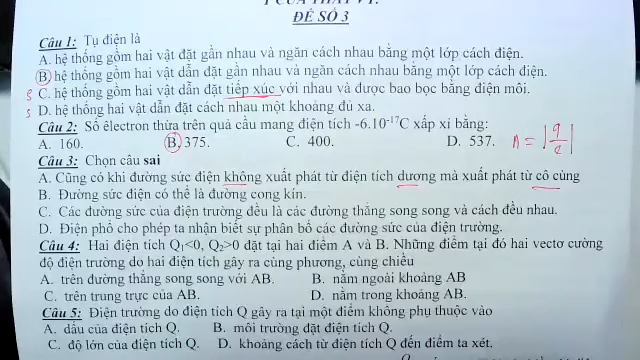 ĐỀ SỐ 3
Câu 1: Tụ điện là
A. hệ thống gồm hai vật đặt gần nhau và ngăn cách nhau bằng một lớp cách điện.
B. hệ thống gồm hai vật dẫn đặt gần nhau và ngăn cách nhau bằng một lớp cách điện.
S C. hệ thống gồm hai vật dẫn đặt tiếp xúc với nhau và được bao bọc bằng điện môi.
S D. hệ thống hai vật dẫn đặt cách nhau một khoảng đủ xa.
Câu 2: Số êlectron thừa trên quả cầu mang điện tích -6.10⁻¹⁷C xấp xỉ bằng:
A. 160. B. 375. C. 400. D. 537. n = |q/e|
Câu 3: Chọn câu sai
A. Cũng có khi đường sức điện không xuất phát từ điện tích dương mà xuất phát từ vô cùng
B. Đường sức điện có thể là đường cong kín.
C. Các đường sức của điện trường đều là các đường thẳng song song và cách đều nhau.
D. Điện phổ cho phép ta nhận biết sự phân bố các đường sức của điện trường.
Câu 4: Hai điện tích Q₁<0, Q₂>0 đặt tại hai điểm A và B. Những điểm tại đó hai vectơ cường
độ điện trường do hai điện tích gây ra cùng phương, cùng chiều
A. trên đường thẳng song song với AB. B. nằm ngoài khoảng AB
C. trên trung trực của AB. D. nằm trong khoảng AB.
Câu 5: Điện trường do điện tích Q gây ra tại một điểm không phụ thuộc vào
A. dấu của điện tích Q. B. môi trường đặt điện tích Q.
C. độ lớn của điện tích Q. D. khoảng cách từ điện tích Q đến điểm ta xét.